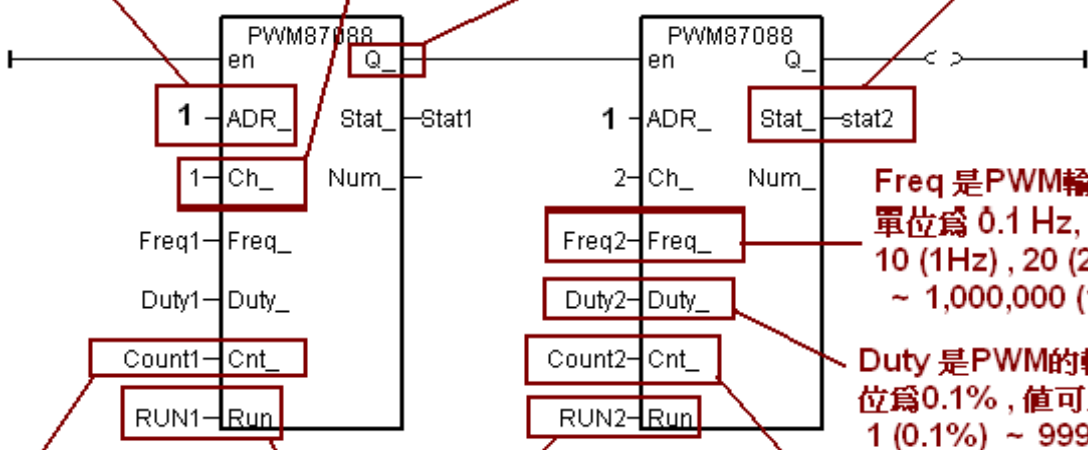 PWM87088
en
Q_
1
ADR_
Stat_
Stat1
1
Ch_
Num_
Freq1
Freq_
Duty1
Duty_
Count1
Cnt_
RUN1
Run
PWM87088
en
Q_
1
ADR_
Stat_
stat2
2
Ch_
Num_
Freq2
Freq_
Duty2
Duty_
Count2
Cnt_
RUN2
Run
Freq 是PWM輸
單位爲 0.1 Hz,
10 (1Hz) , 20 (2
~ 1,000,000 (
Duty 是PWM的
位爲0.1% , 値可
1 (0.1%) ~ 999